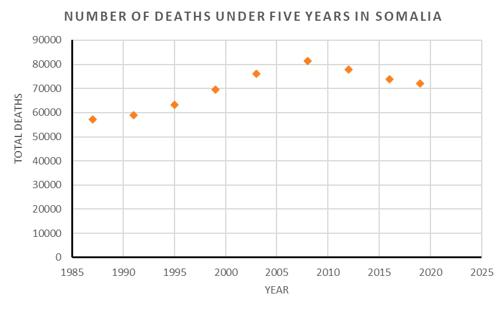 NUMBER OF DEATHS UNDER FIVE YEARS IN SOMALIA
90000
80000
70000
60000
50000
40000
30000
20000
10000
0
TOTAL DEATHS
1985 1990 1995 2000 2005 2010 2015 2020 2025
YEAR